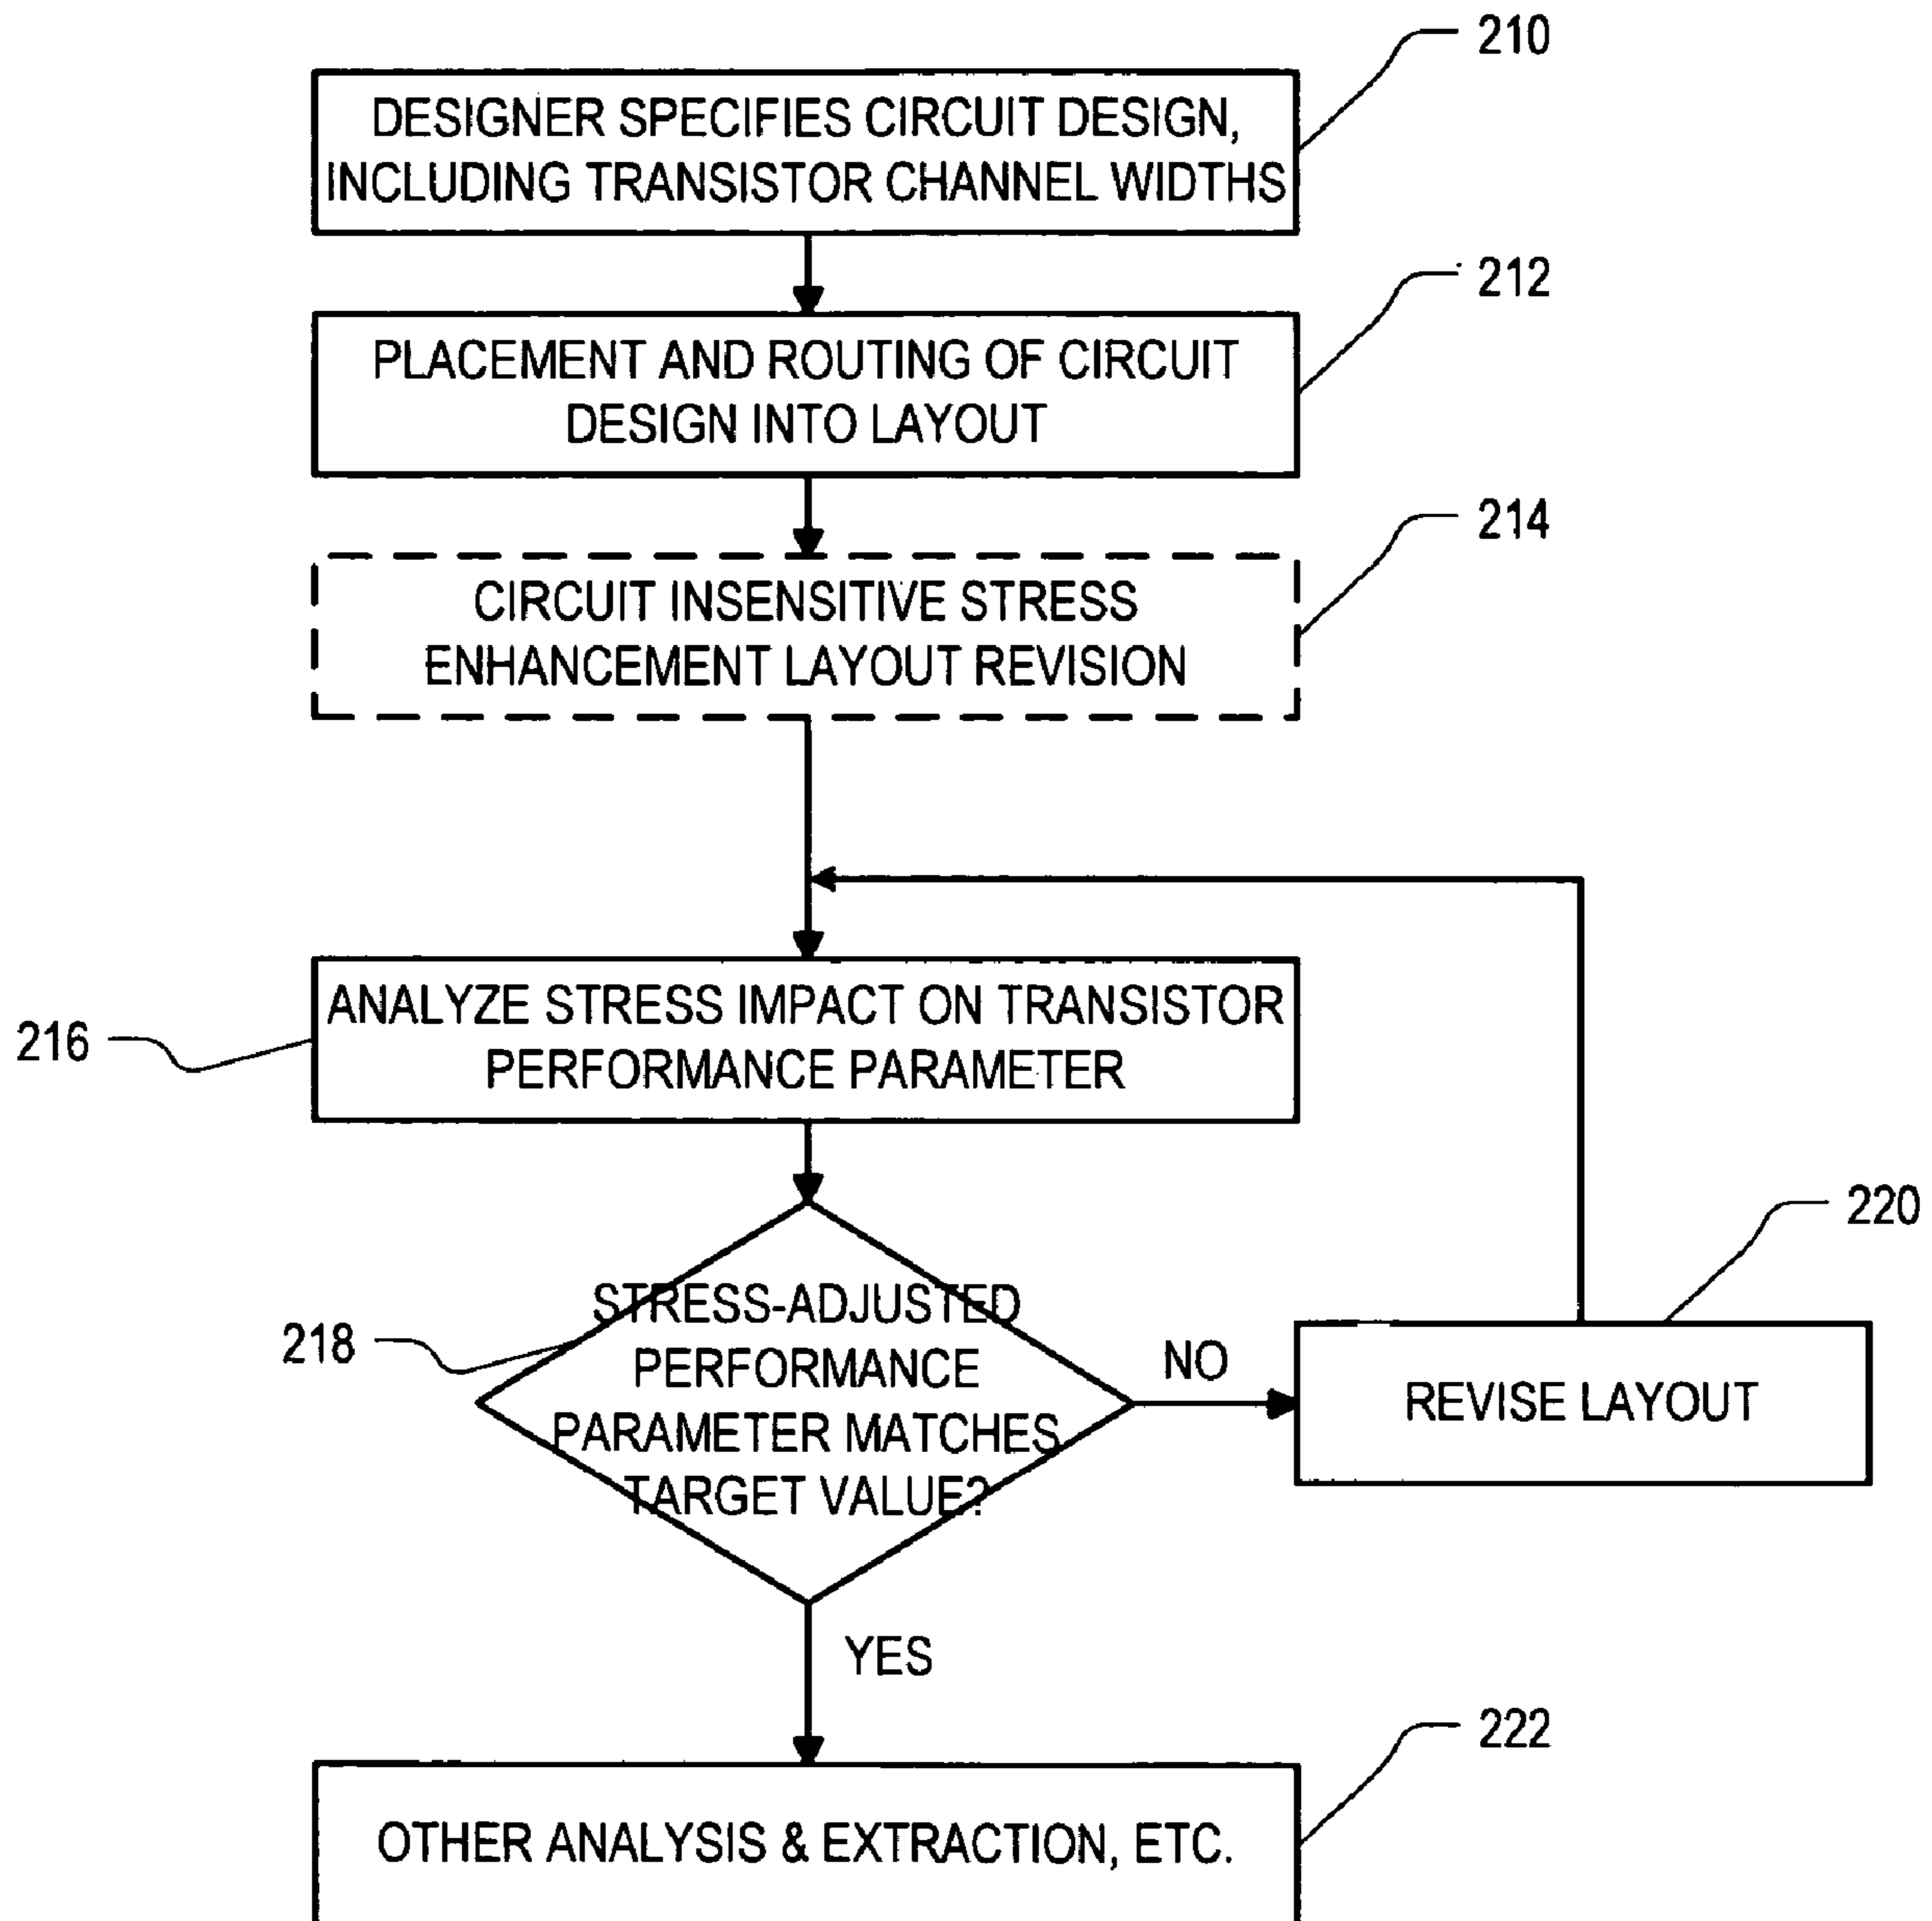 210
DESIGNER SPECIFIES CIRCUIT DESIGN,
INCLUDING TRANSISTOR CHANNEL WIDTHS
212
PLACEMENT AND ROUTING OF CIRCUIT
DESIGN INTO LAYOUT
214
CIRCUIT INSENSITIVE STRESS
ENHANCEMENT LAYOUT REVISION
216
ANALYZE STRESS IMPACT ON TRANSISTOR
PERFORMANCE PARAMETER
218
STRESS-ADJUSTED
PERFORMANCE
PARAMETER MATCHES
TARGET VALUE?
NO
220
REVISE LAYOUT
YES
222
OTHER ANALYSIS & EXTRACTION, ETC.